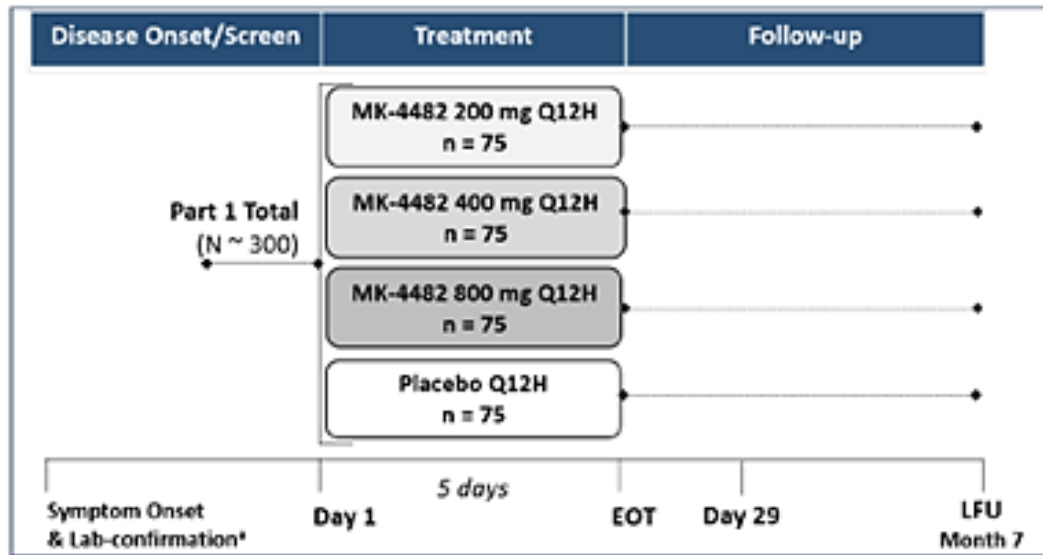 Disease Onset/Screen
Treatment
Follow-up
MK-4482 200 mg Q12H
n = 75
MK-4482 400 mg Q12H
n = 75
Part 1 Total
(N ~ 300)
MK-4482 800 mg Q12H
n = 75
Placebo Q12H
n = 75
5 days
Symptom Onset
& Lab-confirmation*
Day 1
EOT
Day 29
LFU
Month 7